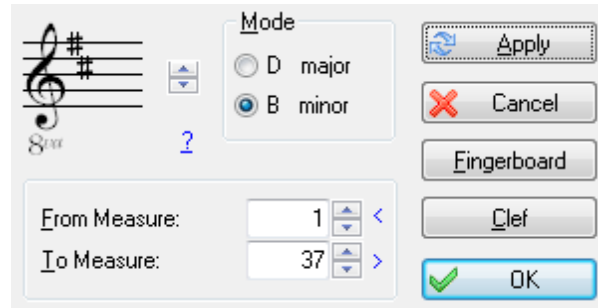 Mode
D major
B minor
8va
?
From Measure: 1 <
To Measure: 37 >
Apply
Cancel
Fingerboard
Clef
OK